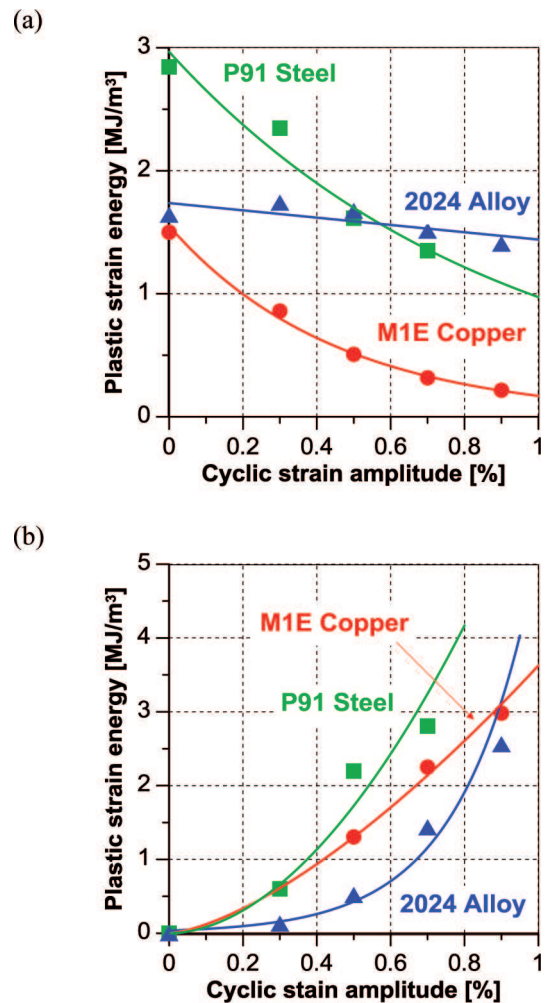 (a)
3
2
1
0
Plastic strain energy [MJ/m³]
P91 Steel
2024 Alloy
M1E Copper
0 0.2 0.4 0.6 0.8 1
Cyclic strain amplitude [%]
(b)
5
4
3
2
1
0
Plastic strain energy [MJ/m³]
M1E Copper
P91 Steel
2024 Alloy
0 0.2 0.4 0.6 0.8 1
Cyclic stain amplitude [%]